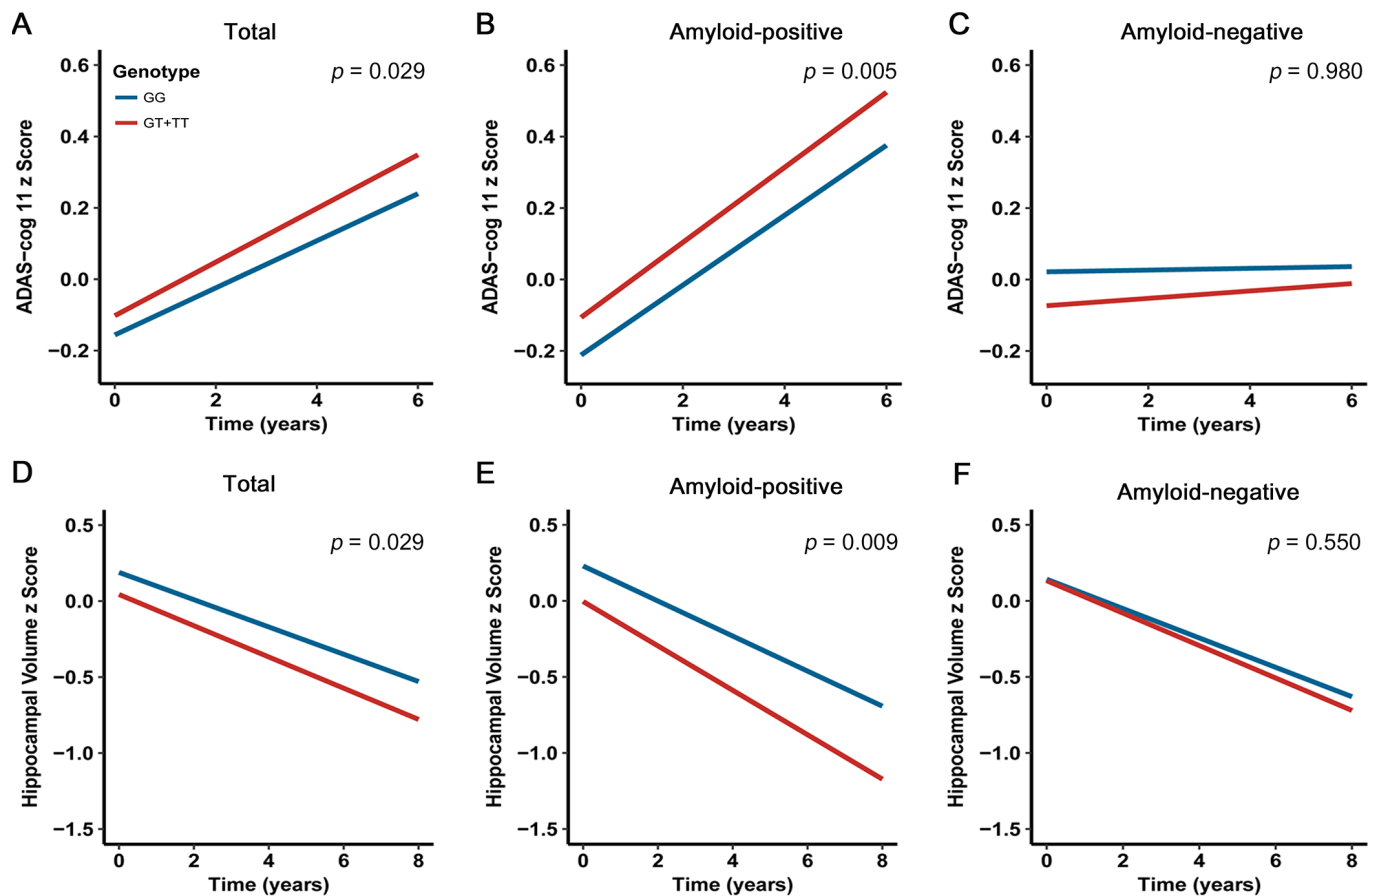 A
Total
Genotype
GG
GT+TT
p = 0.029
0.6
0.4
0.2
0.0
−0.2
ADAS−cog 11 z Score
0 2 4 6
Time (years)
B
Amyloid-positive
p = 0.005
0.6
0.4
0.2
0.0
−0.2
ADAS−cog 11 z Score
0 2 4 6
Time (years)
C
Amyloid-negative
p = 0.980
0.6
0.4
0.2
0.0
−0.2
ADAS−cog 11 z Score
0 2 4 6
Time (years)
D
Total
p = 0.029
0.5
0.0
−0.5
−1.0
−1.5
Hippocampal Volume z Score
0 2 4 6 8
Time (years)
E
Amyloid-positive
p = 0.009
0.5
0.0
−0.5
−1.0
−1.5
Hippocampal Volume z Score
0 2 4 6 8
Time (years)
F
Amyloid-negative
p = 0.550
0.5
0.0
−0.5
−1.0
−1.5
Hippocampal Volume z Score
0 2 4 6 8
Time (years)